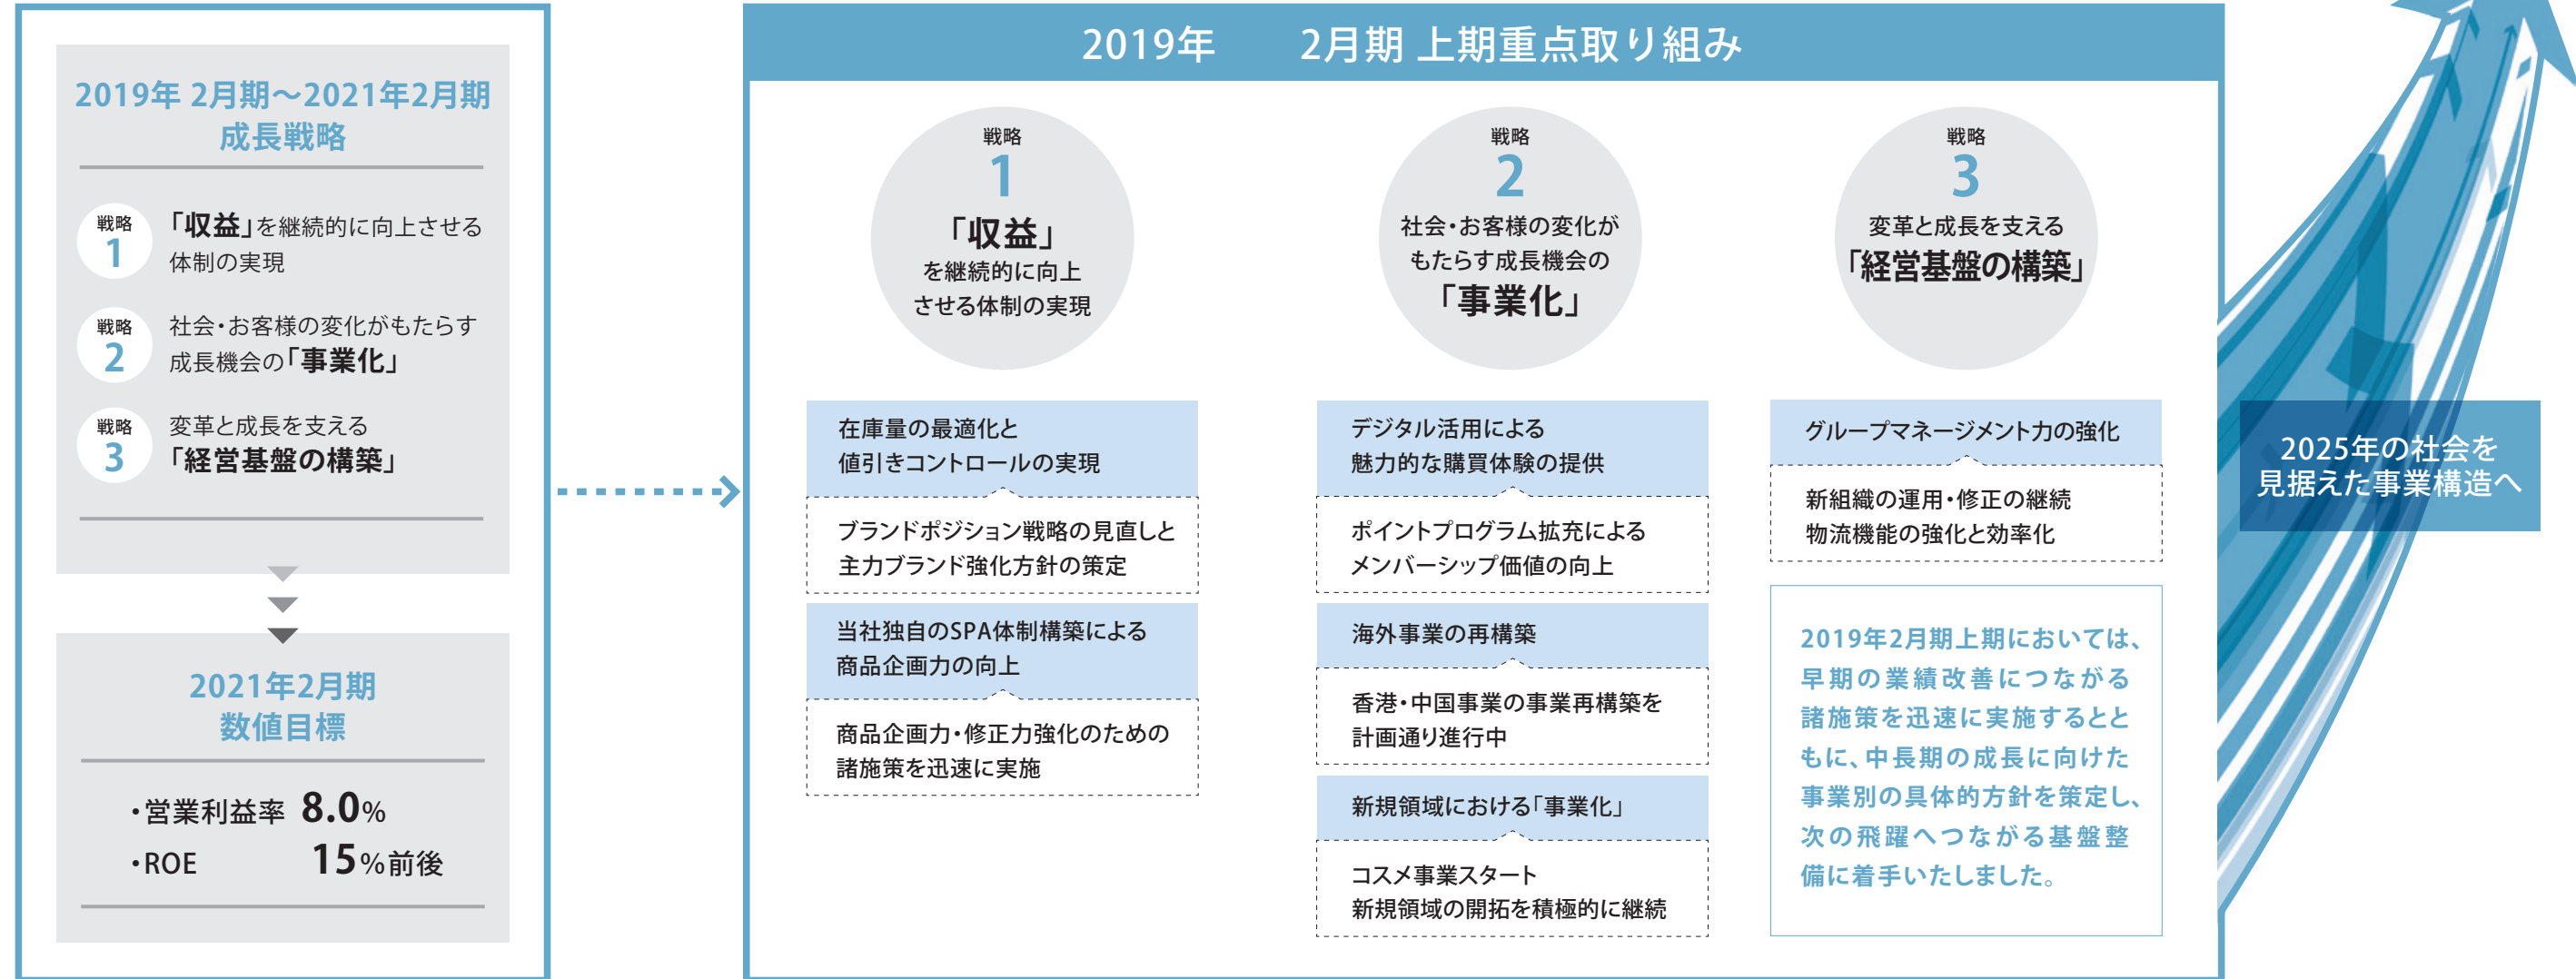 2019年 2月期～2021年2月期
成長戦略
戦略
1
「収益」を継続的に向上させる
体制の実現
戦略
2
社会・お客様の変化がもたらす
成長機会の「事業化」
戦略
3
変革と成長を支える
「経営基盤の構築」
2021年2月期
数値目標
・営業利益率 8.0%
・ROE 15%前後
2019年 2月期 上期重点取り組み
戦略
1
「収益」
を継続的に向上
させる体制の実現
在庫量の最適化と
値引きコントロールの実現
ブランドポジション戦略の見直しと
主力ブランド強化方針の策定
当社独自のSPA体制構築による
商品企画力の向上
商品企画力・修正力強化のための
諸施策を迅速に実施
戦略
2
社会・お客様の変化が
もたらす成長機会の
「事業化」
デジタル活用による
魅力的な購買体験の提供
ポイントプログラム拡充による
メンバーシップ価値の向上
海外事業の再構築
香港・中国事業の事業再構築を
計画通り進行中
新規領域における「事業化」
コスメ事業スタート
新規領域の開拓を積極的に継続
戦略
3
変革と成長を支える
「経営基盤の構築」
グループマネージメント力の強化
新組織の運用・修正の継続
物流機能の強化と効率化
2019年2月期上期においては、
早期の業績改善につながる
諸施策を迅速に実施するとと
もに、中長期の成長に向けた
事業別の具体的方針を策定し、
次の飛躍へつながる基盤整
備に着手いたしました。
2025年の社会を
見据えた事業構造へ